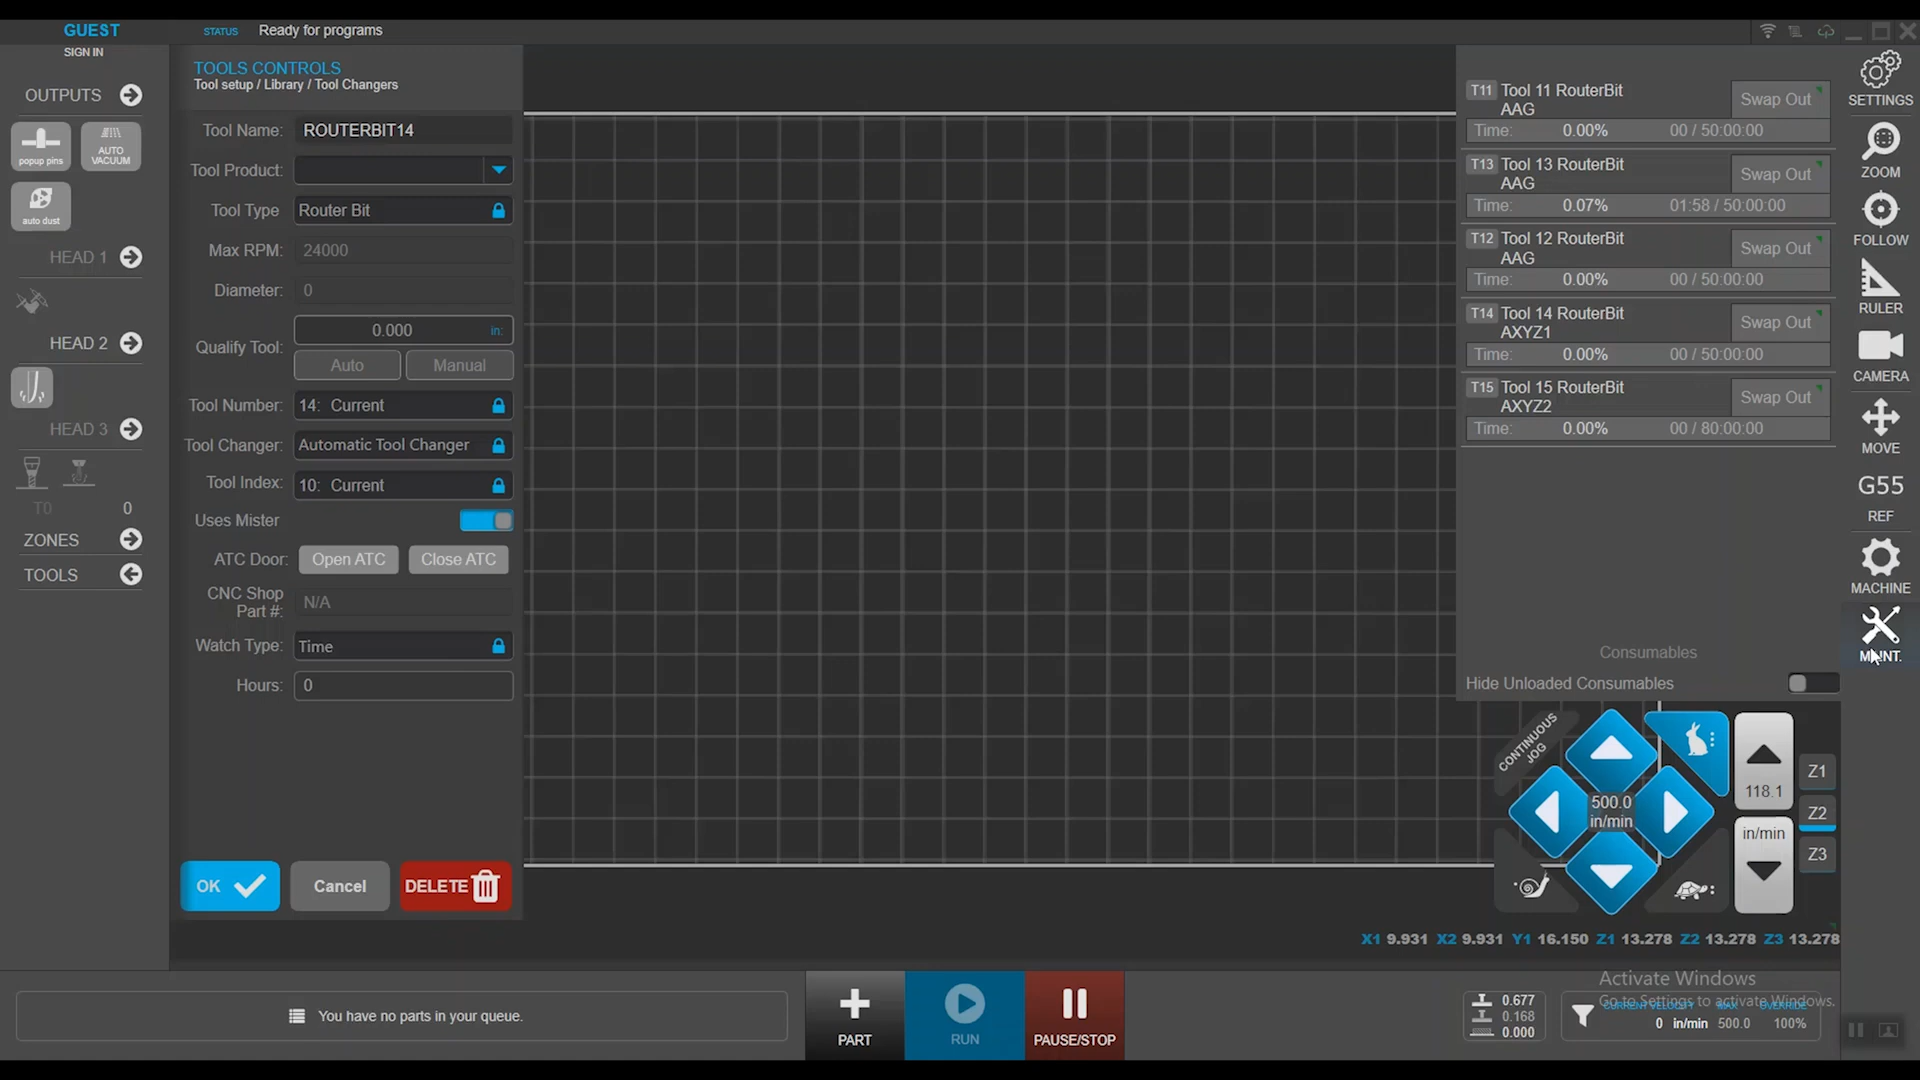 GUEST
SIGN IN
STATUS Ready for programs
OUTPUTS
popup pins
AUTO VACUUM
auto dust
HEAD 1
HEAD 2
HEAD 3
T0 0
ZONES
TOOLS
TOOLS CONTROLS
Tool setup / Library / Tool Changers
Tool Name: ROUTERBIT14
Tool Product:
Tool Type Router Bit
Max RPM: 24000
Diameter: 0
Qualify Tool: 0.000 in:
Auto Manual
Tool Number: 14: Current
Tool Changer: Automatic Tool Changer
Tool Index: 10: Current
Uses Mister
ATC Door: Open ATC Close ATC
CNC Shop
Part #: N/A
Watch Type: Time
Hours: 0
OK Cancel DELETE
T11 Tool 11 RouterBit
AAG
Swap Out
Time: 0.00% 00 / 50:00:00
T13 Tool 13 RouterBit
AAG
Swap Out
Time: 0.07% 01:58 / 50:00:00
T12 Tool 12 RouterBit
AAG
Swap Out
Time: 0.00% 00 / 50:00:00
T14 Tool 14 RouterBit
AXYZ1
Swap Out
Time: 0.00% 00 / 50:00:00
T15 Tool 15 RouterBit
AXYZ2
Swap Out
Time: 0.00% 00 / 80:00:00
Consumables
Hide Unloaded Consumables
SETTINGS
ZOOM
FOLLOW
RULER
CAMERA
MOVE
G55
REF
MACHINE
MAINT.
CONTINUOUS
JOG
500.0
in/min
118.1
in/min
Z1
Z2
Z3
X1 9.931 X2 9.931 Y1 16.150 Z1 13.278 Z2 13.278 Z3 13.278
You have no parts in your queue.
PART
RUN
PAUSE/STOP
0.677
0.168
0.000
Activate Windows
Go to Settings to activate Windows.
CURRENT VELOCITY MAX OVERRIDE
0 in/min 500.0 100%